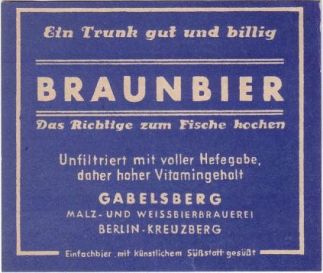 Ein Trunk gut und billig
BRAUNBIER
Das Richtige zum Fische kochen
Unfiltriert mit voller Hefegabe,
daher hoher Vitamingehalt
GABELSBERG
MALZ- UND WEISSBIERBRAUEREI
BERLIN-KREUZBERG
Einfachbier, mit künstlichem Süßstoff gesüßt